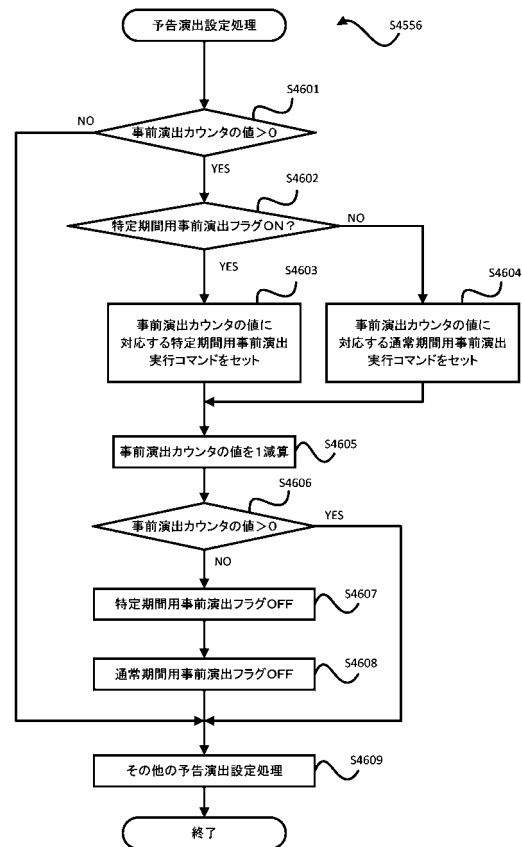 予告演出設定処理
S4556
S4601
NO
事前演出カウンタの値>0
YES
S4602
特定期間用事前演出フラグON?
NO
YES
S4603
S4604
事前演出カウンタの値に
対応する特定期間用事前演出
実行コマンドをセット
事前演出カウンタの値に
対応する通常期間用事前演出
実行コマンドをセット
事前演出カウンタの値を1減算
S4605
S4606
事前演出カウンタの値>0
YES
NO
特定期間用事前演出フラグOFF
S4607
通常期間用事前演出フラグOFF
S4608
その他の予告演出設定処理
S4609
終了